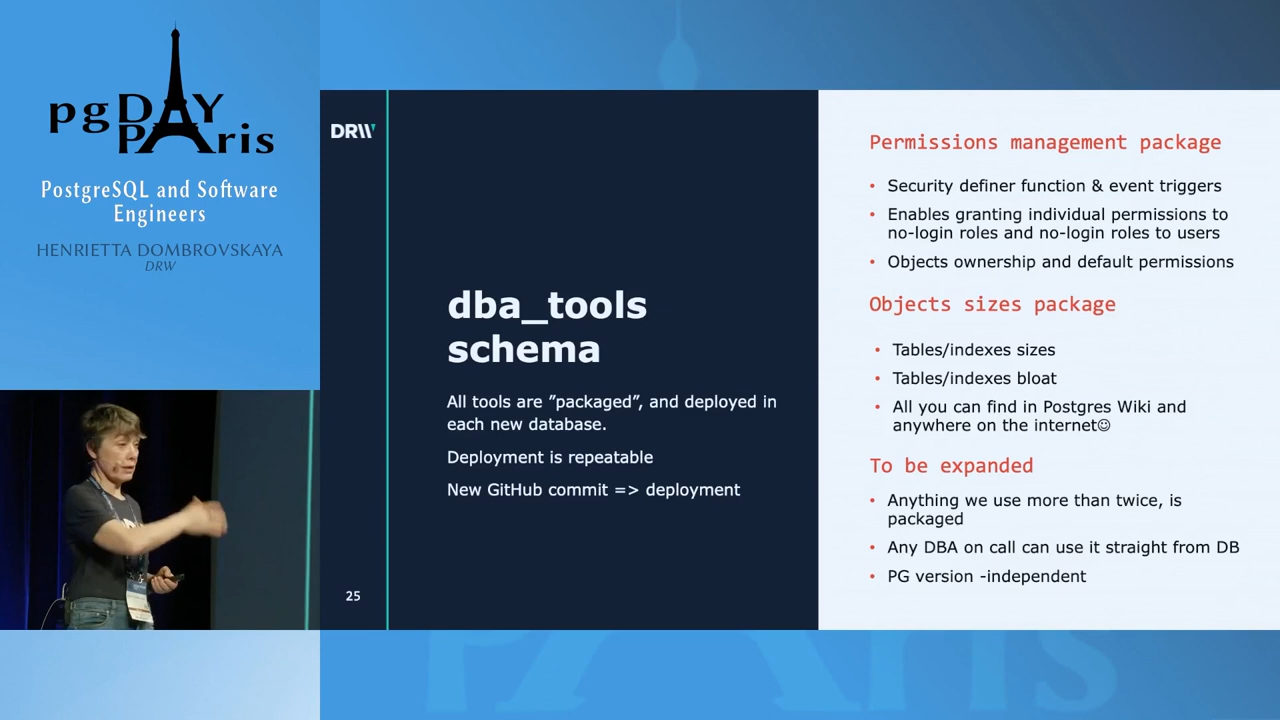 pgDAY
PAris
PostgreSQL and Software
Engineers
HENRIETTA DOMBROVSKAYA
DRW
DRW
dba_tools
schema
All tools are ”packaged”, and deployed in
each new database.
Deployment is repeatable
New GitHub commit => deployment
25
Permissions management package
• Security definer function & event triggers
• Enables granting individual permissions to
no-login roles and no-login roles to users
• Objects ownership and default permissions
Objects sizes package
• Tables/indexes sizes
• Tables/indexes bloat
• All you can find in Postgres Wiki and
anywhere on the internet☺
To be expanded
• Anything we use more than twice, is
packaged
• Any DBA on call can use it straight from DB
• PG version -independent